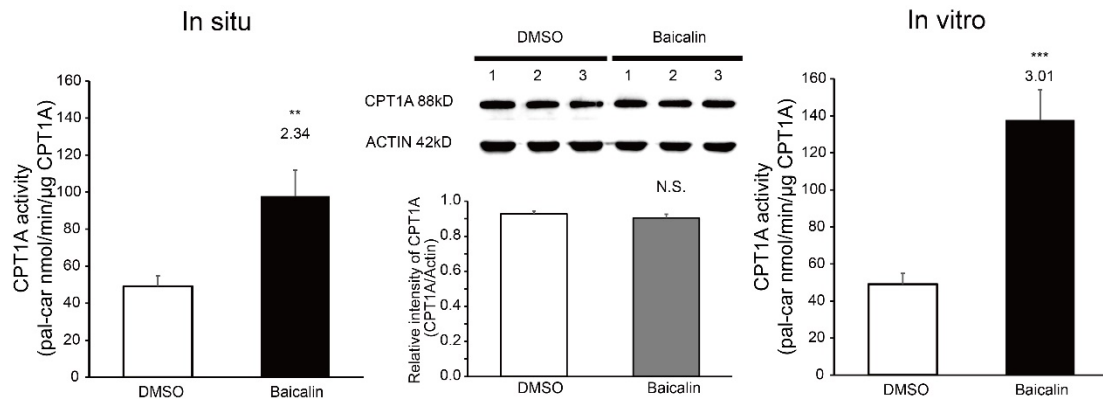 In situ
CPT1A activity
(pal-car nmol/min/µg CPT1A)
160
140
120
100
80
60
40
20
0
**
2.34
DMSO
Baicalin
DMSO
Baicalin
1 2 3 1 2 3
CPT1A 88kD
ACTIN 42kD
Relative intensity of CPT1A
(CPT1A/Actin)
1.0
0.8
0.6
0.4
0.2
0.0
N.S.
DMSO
Baicalin
In vitro
CPT1A activity
(pal-car nmol/min/µg CPT1A)
160
140
120
100
80
60
40
20
0
***
3.01
DMSO
Baicalin